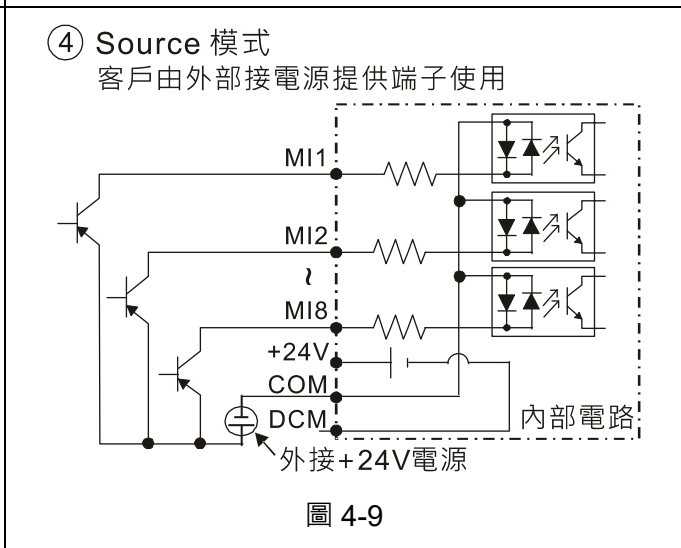 ④ Source 模式
客戶由外部接電源提供端子使用
MI1
MI2
~
MI8
+24V
COM
DCM
內部電路
外接+24V電源
圖 4-9